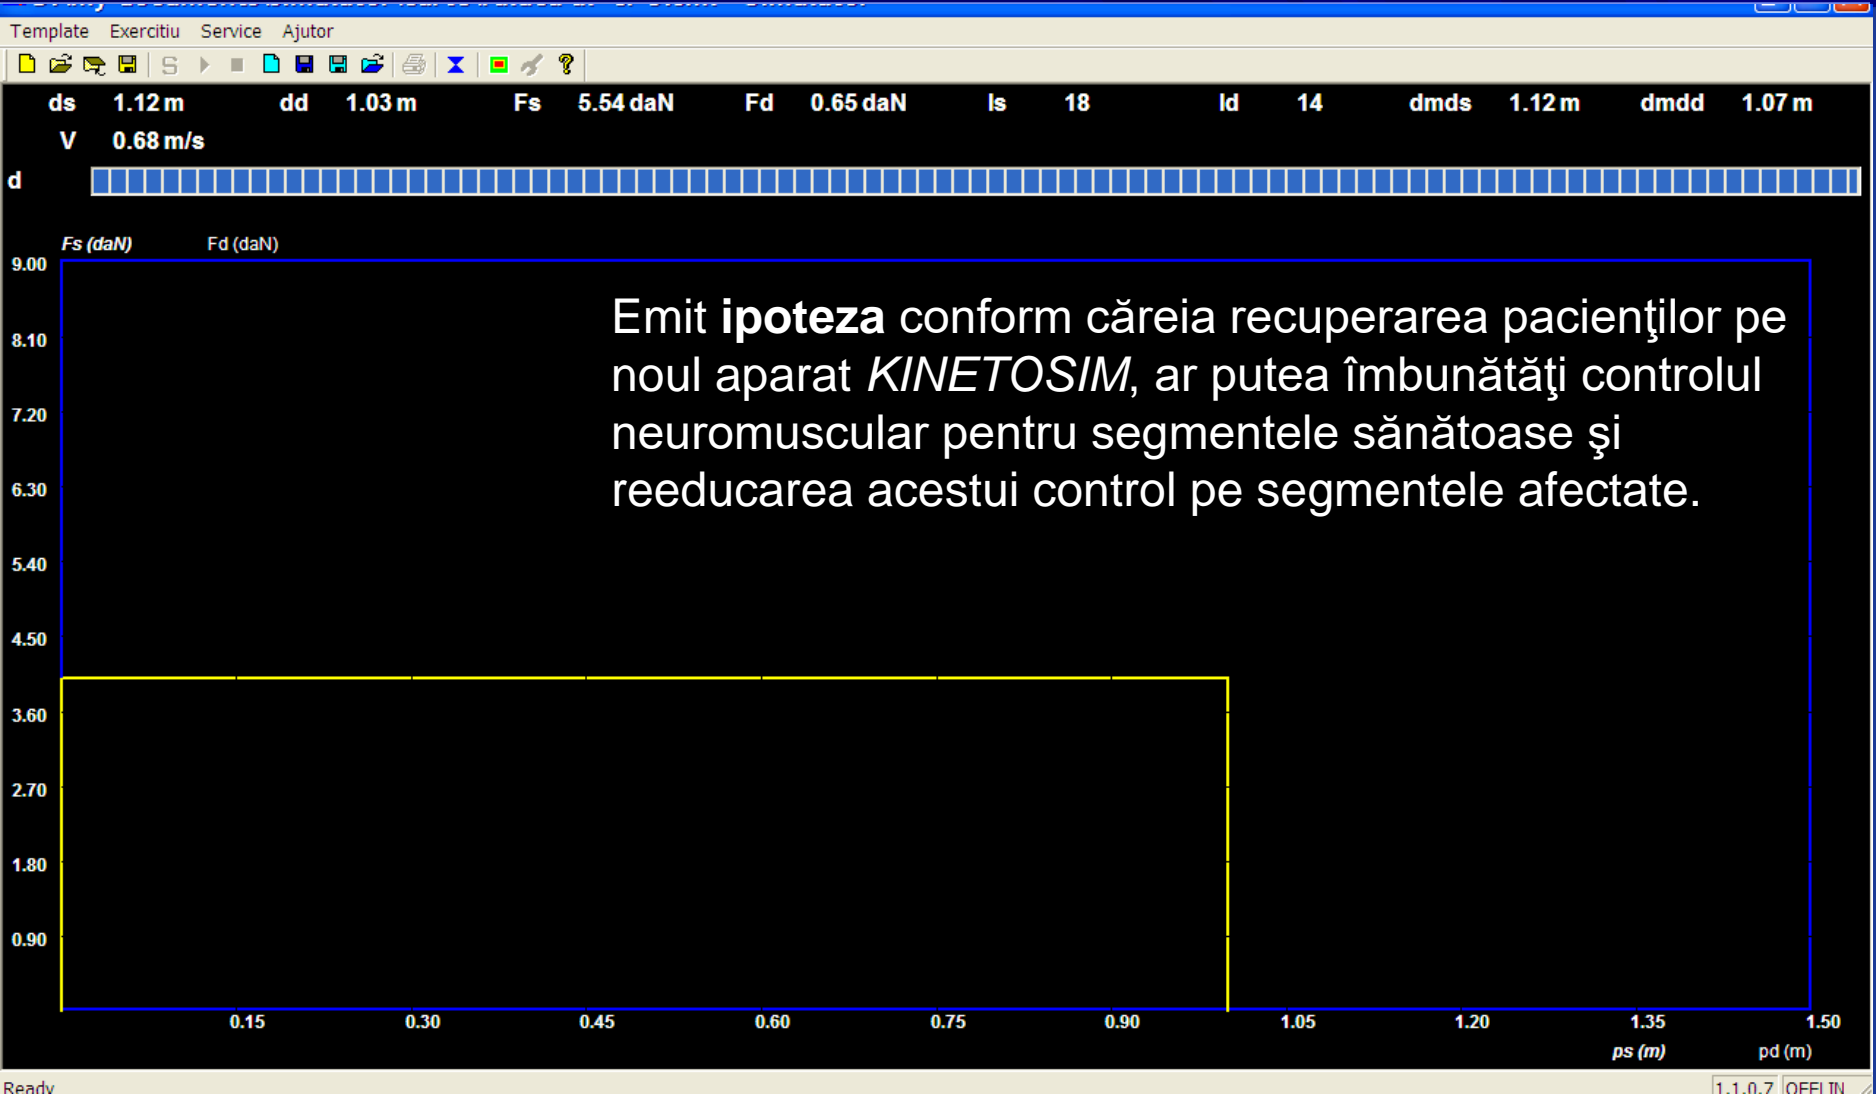 Template Exercitiu Service Ajutor
ds 1.12 m dd 1.03 m Fs 5.54 daN Fd 0.65 daN Is 18 Id 14 dmds 1.12 m dmdd 1.07 m
V 0.68 m/s
d
Fs (daN) Fd (daN)
9.00
Emit ipoteza conform căreia recuperarea pacienţilor pe
8.10
noul aparat KINETOSIM, ar putea îmbunătăţi controlul
7.20
neuromuscular pentru segmentele sănătoase şi
6.30
reeducarea acestui control pe segmentele afectate.
5.40
4.50
3.60
2.70
1.80
0.90
0.15 0.30 0.45 0.60 0.75 0.90 1.05 1.20 1.35 1.50
ps (m) pd (m)
Ready 1.1.0.7 OFFLIN